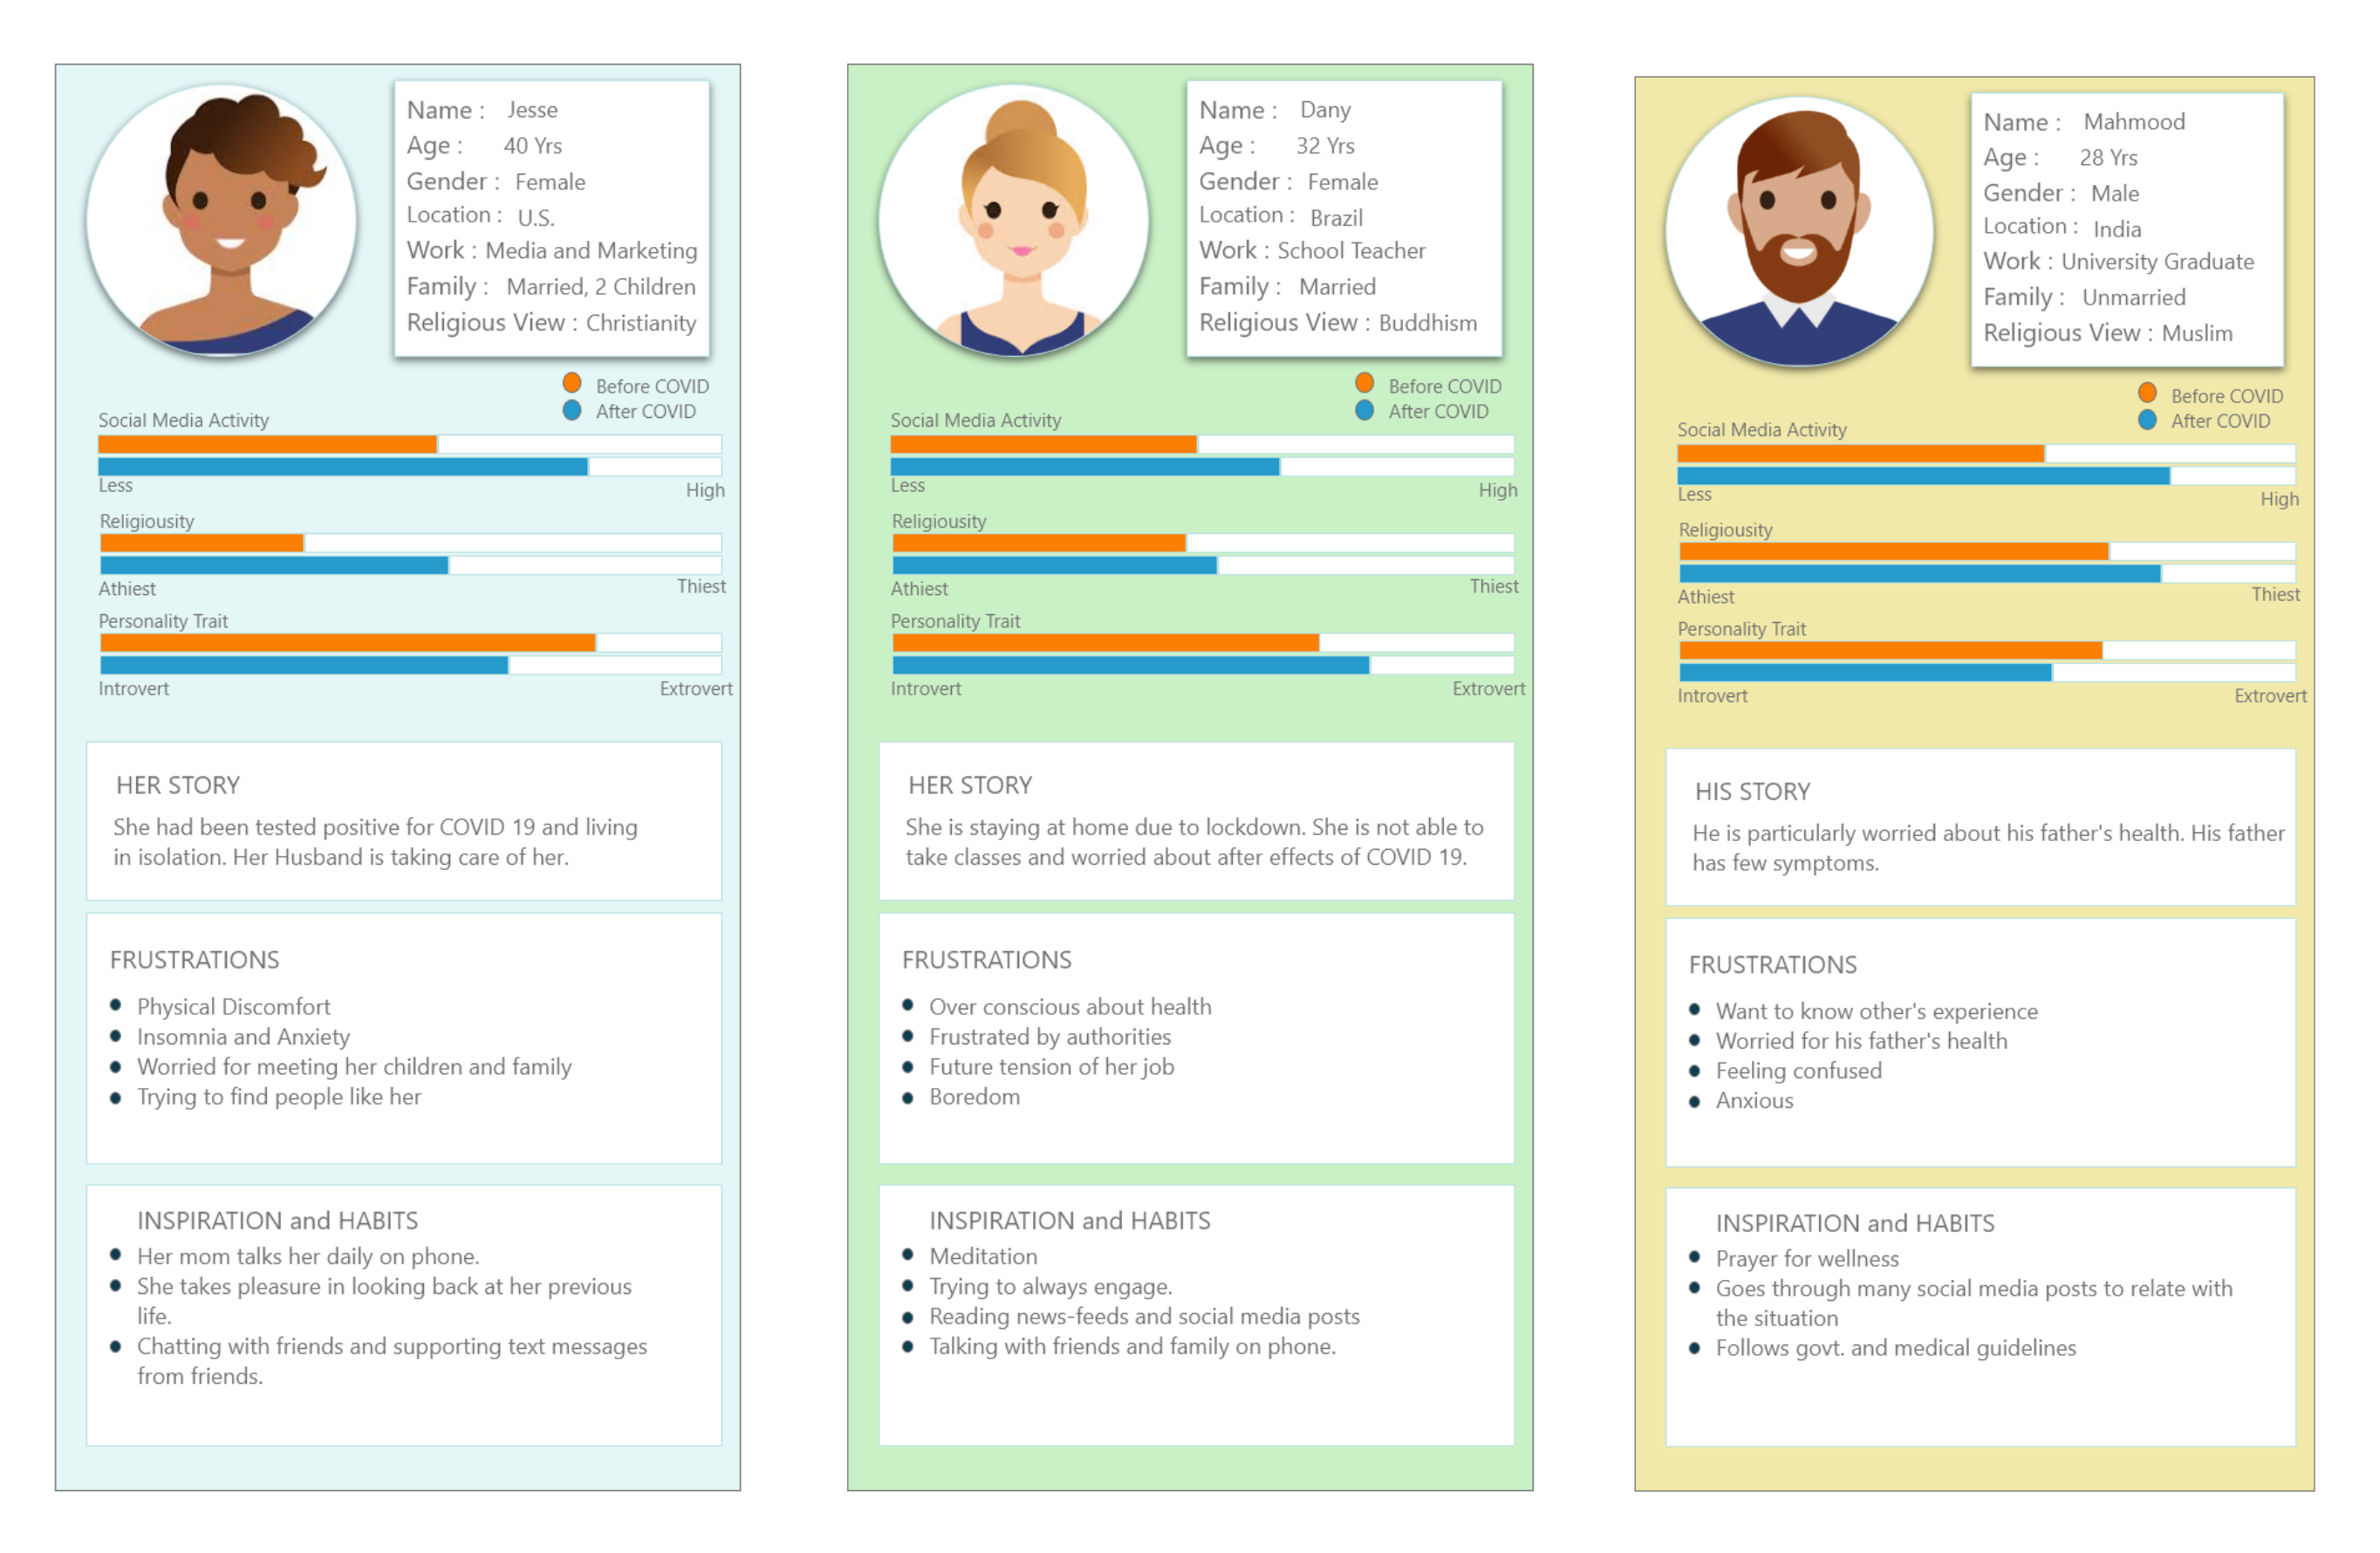 Name : Jesse
Age : 40 Yrs
Gender : Female
Location : U.S.
Work : Media and Marketing
Family : Married, 2 Children
Religious View : Christianity
Before COVID
After COVID
Social Media Activity
Less High
Religiousity
Athiest Thiest
Personality Trait
Introvert Extrovert
HER STORY
She had been tested positive for COVID 19 and living
in isolation. Her Husband is taking care of her.
FRUSTRATIONS
Physical Discomfort
Insomnia and Anxiety
Worried for meeting her children and family
Trying to find people like her
INSPIRATION and HABITS
Her mom talks her daily on phone.
She takes pleasure in looking back at her previous
life.
Chatting with friends and supporting text messages
from friends.
Name : Dany
Age : 32 Yrs
Gender : Female
Location : Brazil
Work : School Teacher
Family : Married
Religious View : Buddhism
Before COVID
After COVID
Social Media Activity
Less High
Religiousity
Athiest Thiest
Personality Trait
Introvert Extrovert
HER STORY
She is staying at home due to lockdown. She is not able to
take classes and worried about after effects of COVID 19.
FRUSTRATIONS
Over conscious about health
Frustrated by authorities
Future tension of her job
Boredom
INSPIRATION and HABITS
Meditation
Trying to always engage.
Reading news-feeds and social media posts
Talking with friends and family on phone.
Name : Mahmood
Age : 28 Yrs
Gender : Male
Location : India
Work : University Graduate
Family : Unmarried
Religious View : Muslim
Before COVID
After COVID
Social Media Activity
Less High
Religiousity
Athiest Thiest
Personality Trait
Introvert Extrovert
HIS STORY
He is particularly worried about his father's health. His father
has few symptoms.
FRUSTRATIONS
Want to know other's experience
Worried for his father's health
Feeling confused
Anxious
INSPIRATION and HABITS
Prayer for wellness
Goes through many social media posts to relate with
the situation
Follows govt. and medical guidelines